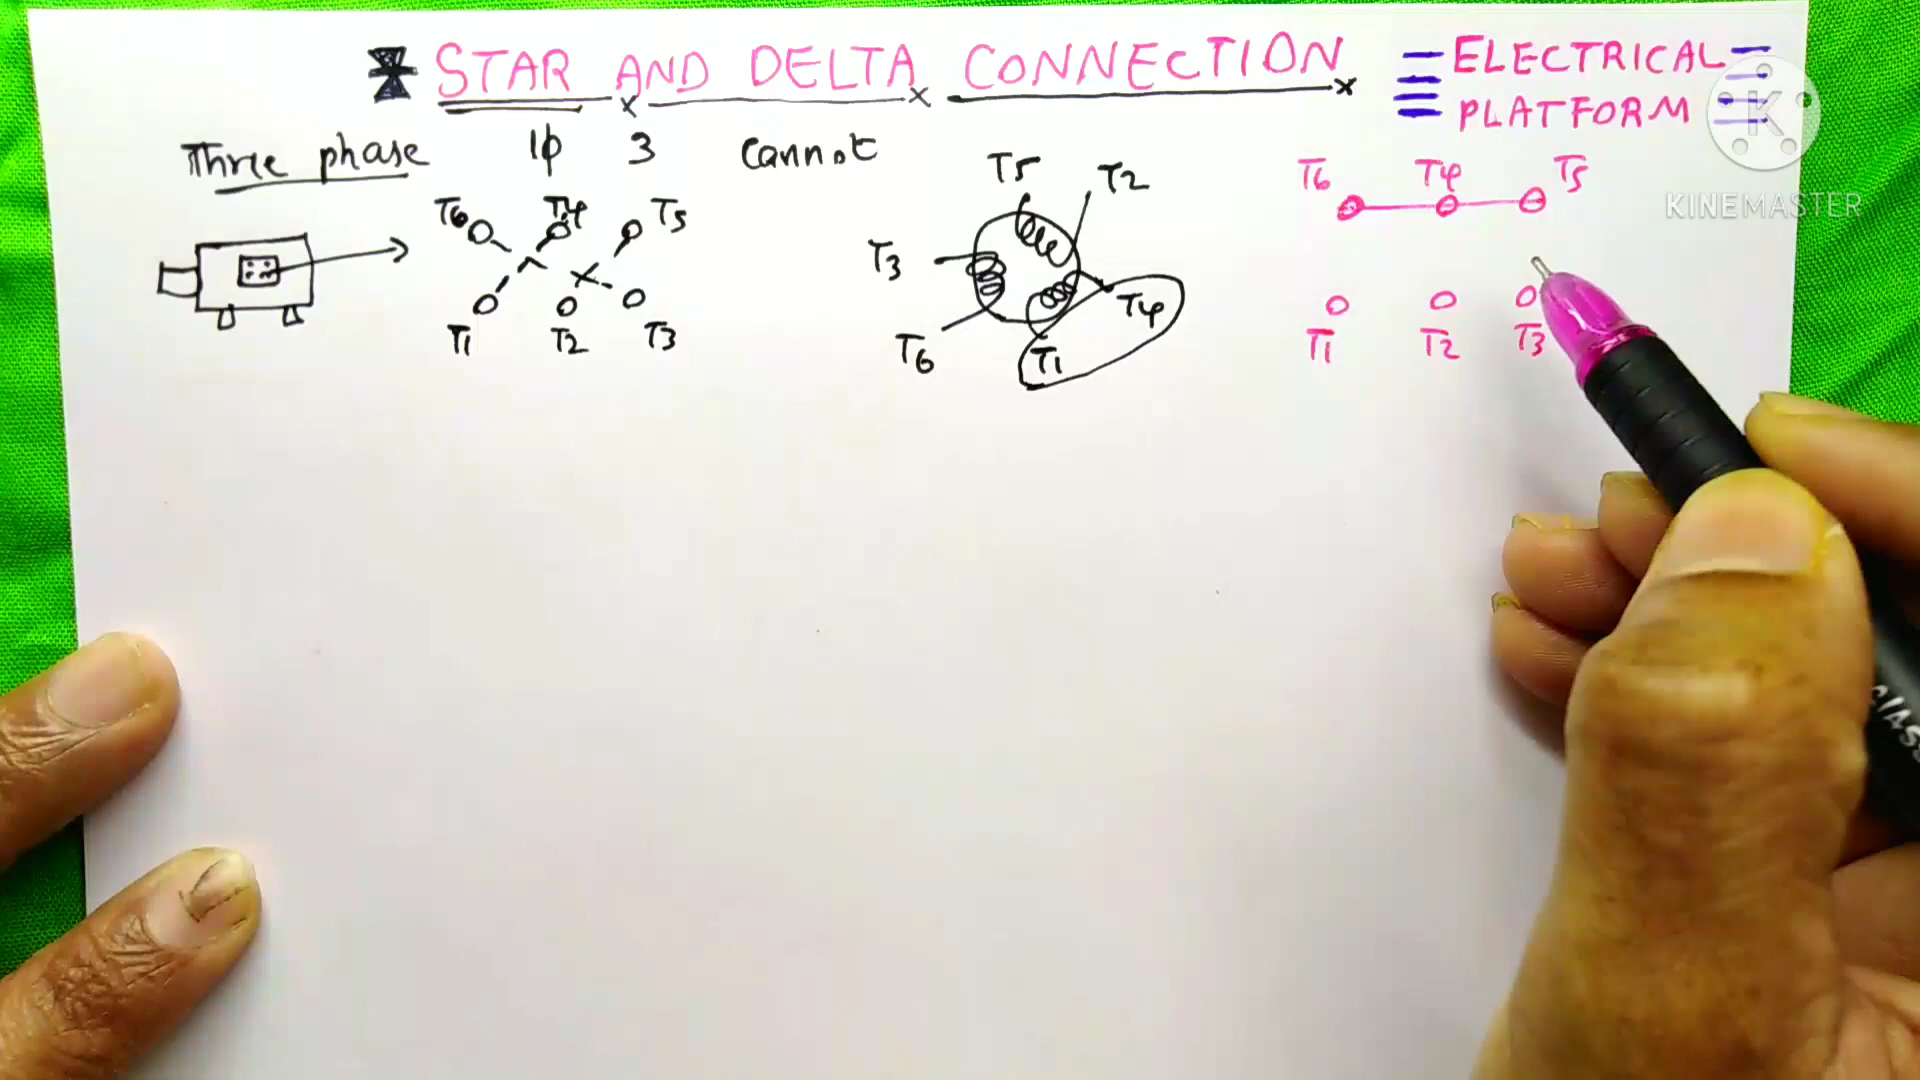 STAR AND DELTA CONNECTION
ELECTRICAL
PLATFORM
K
KINEMASTER
Three phase 1φ 3 cannot
T6 T4 T5
T1 T2 T3
T5 T2
T3
T4
T6 T1
T6 T4 T5
T1 T2 T3